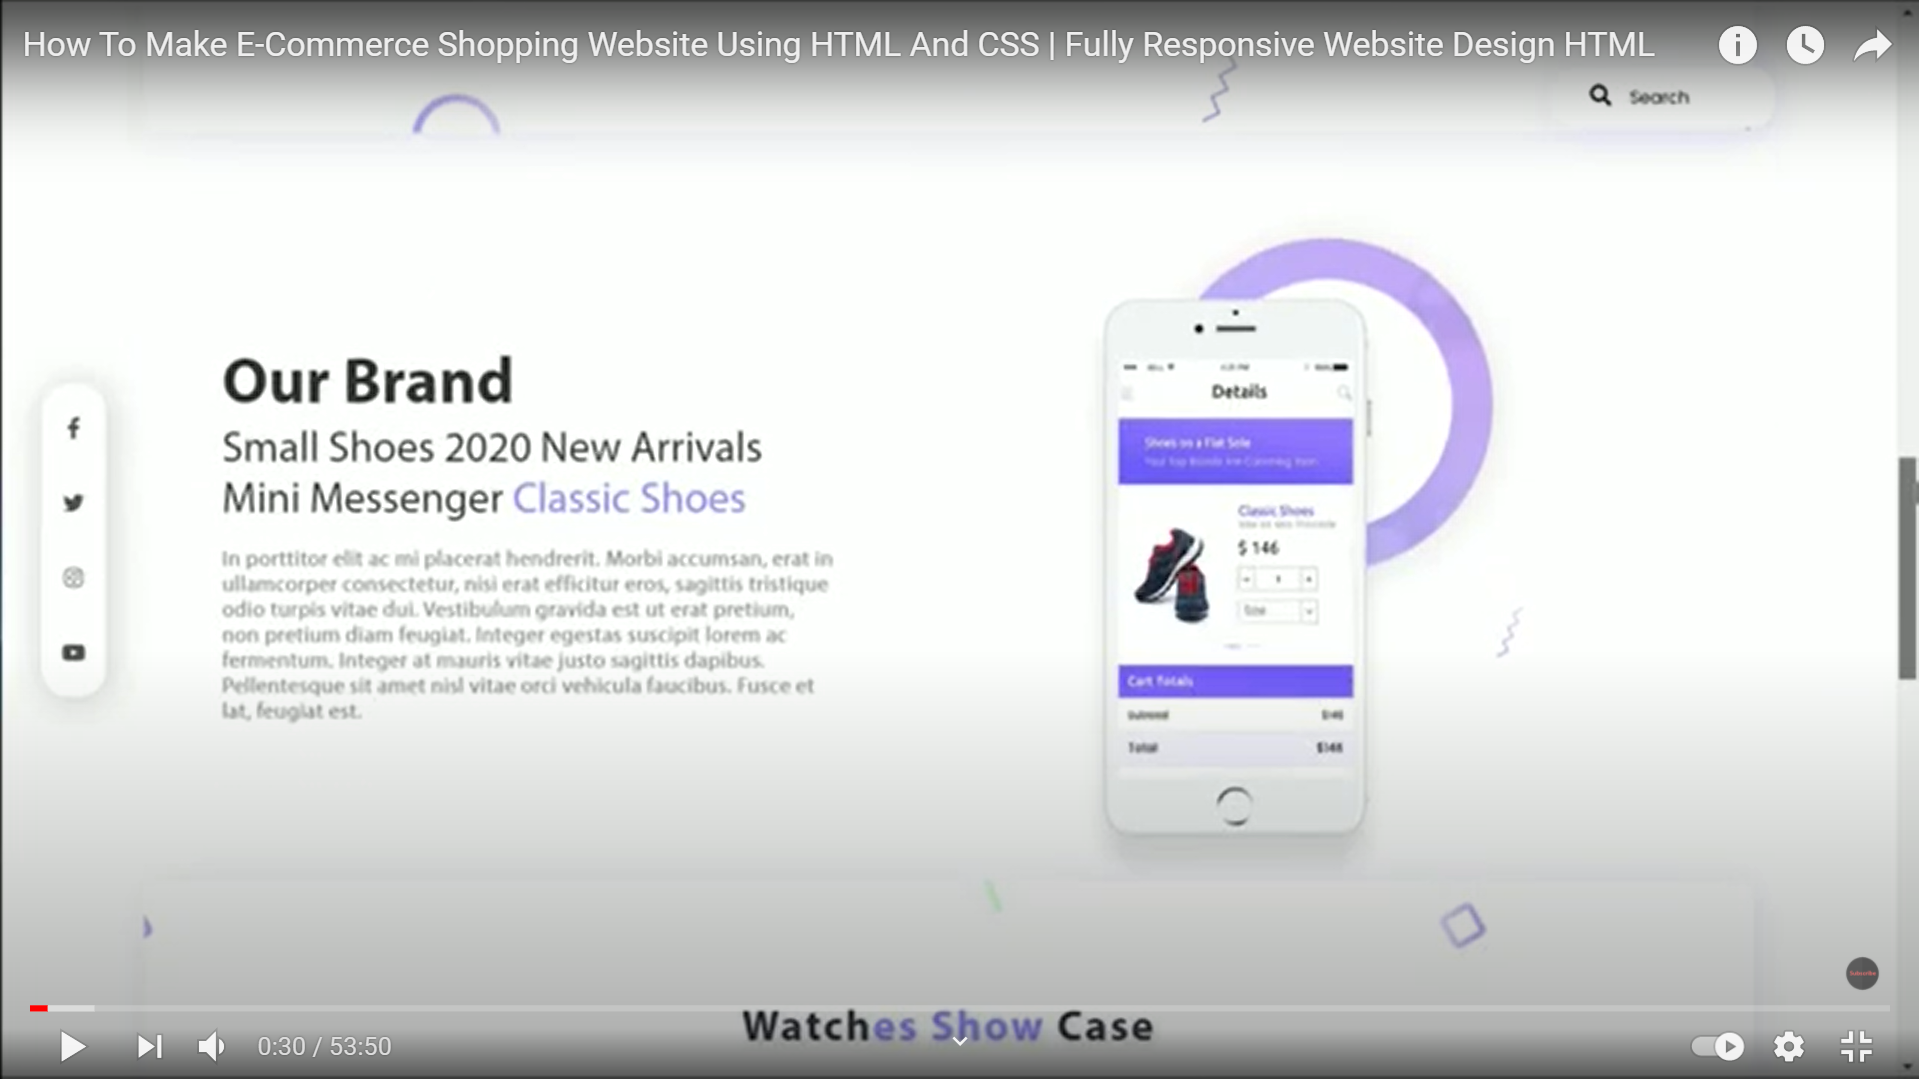 How To Make E-Commerce Shopping Website Using HTML And CSS | Fully Responsive Website Design HTML
Search
Our Brand
Small Shoes 2020 New Arrivals
Mini Messenger Classic Shoes
In porttitor elit ac mi placerat hendrerit. Morbi accumsan, erat in
ullamcorper consectetur, nisi erat efficitur eros, sagittis tristique
odio turpis vitae dui. Vestibulum gravida est ut erat pretium,
non pretium diam feugiat. Integer egestas suscipit lorem ac
fermentum. Integer at mauris vitae justo sagittis dapibus.
Pellentesque sit amet nisl vitae orci vehicula faucibus. Fusce et
lat, feugiat est.
Details
Shoes on a Flat Sole
Your Top Brands Are
Classic Shoes
$ 146
1
Size
Cart Totals
Subtotal $146
Total $146
Watches Show Case
Subscribe
0:30 / 53:50